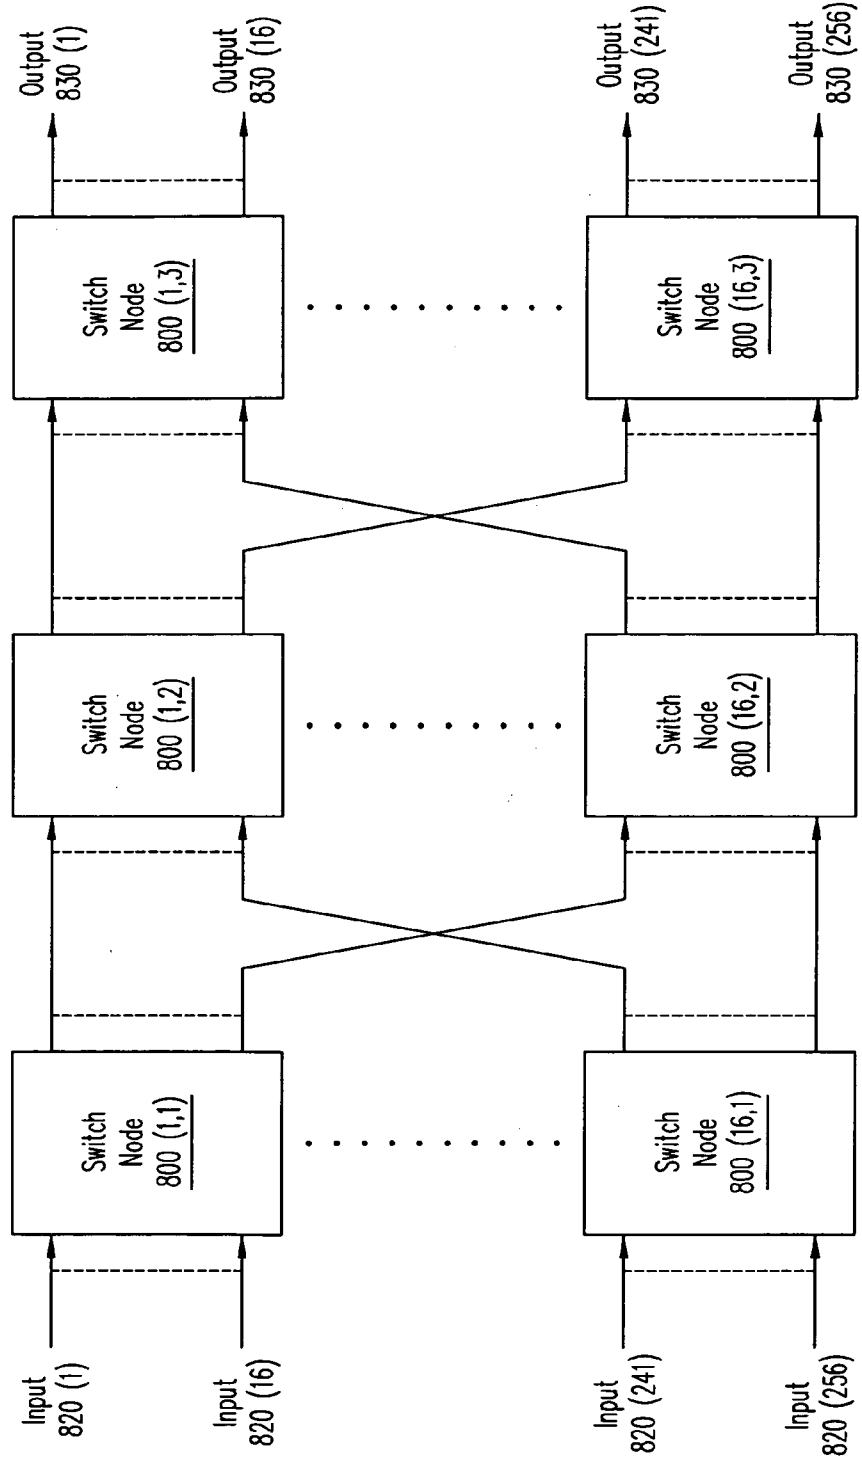 Output
830 (1)
Output
830 (16)
Output
830 (241)
Output
830 (256)
Switch
Node
800 (1,3)
Switch
Node
800 (16,3)
Switch
Node
800 (1,2)
Switch
Node
800 (16,2)
Switch
Node
800 (1,1)
Switch
Node
800 (16,1)
Input
820 (1)
Input
820 (16)
Input
820 (241)
Input
820 (256)